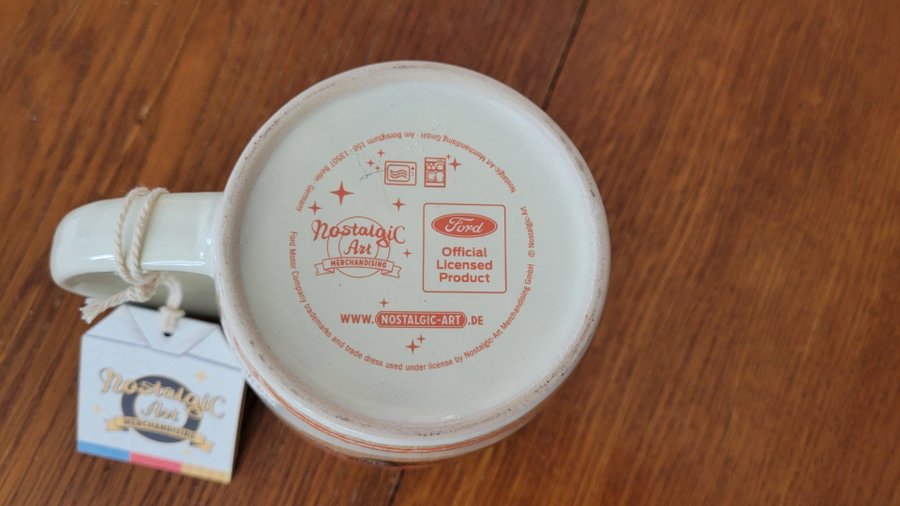 Nostalgic-Art Merchandising GmbH · Am Borsigturm 156 · 13507 Berlin · Germany
Nostalgic
Art
MERCHANDISING
Ford
Official
Licensed
Product
WWW.NOSTALGIC-ART.DE
Ford Motor Company trademarks and trade dress used under license by Nostalgic-Art Merchandising GmbH © Nostalgic-Art
Nostalgic
Art
MERCHANDISING